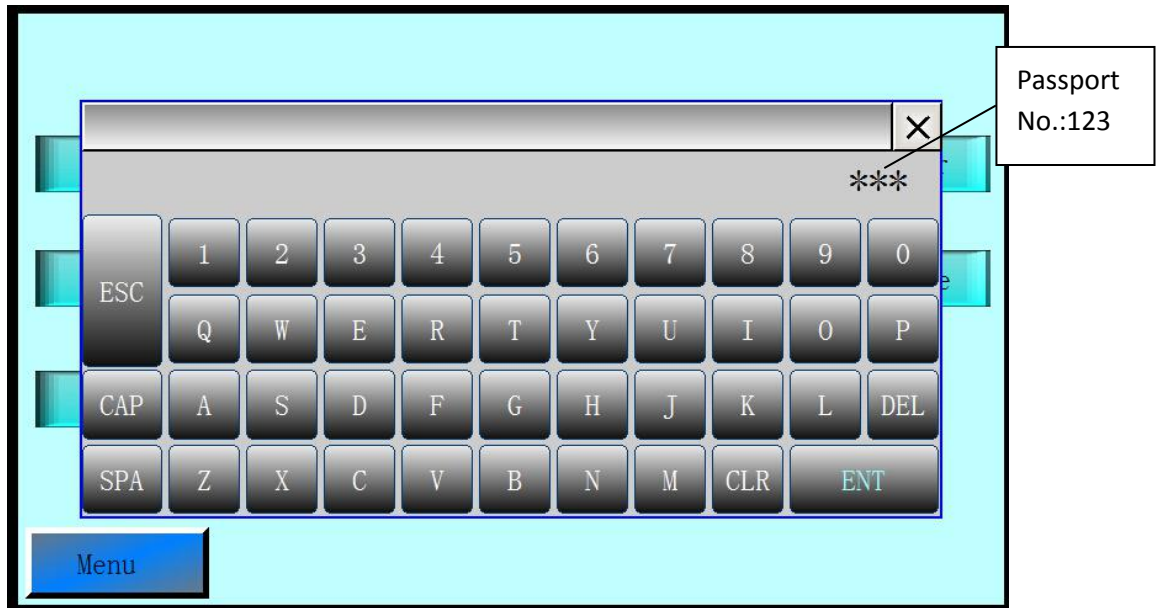 Passport
No.:123
***
1 2 3 4 5 6 7 8 9 0
ESC
Q W E R T Y U I O P
CAP A S D F G H J K L DEL
SPA Z X C V B N M CLR ENT
Menu